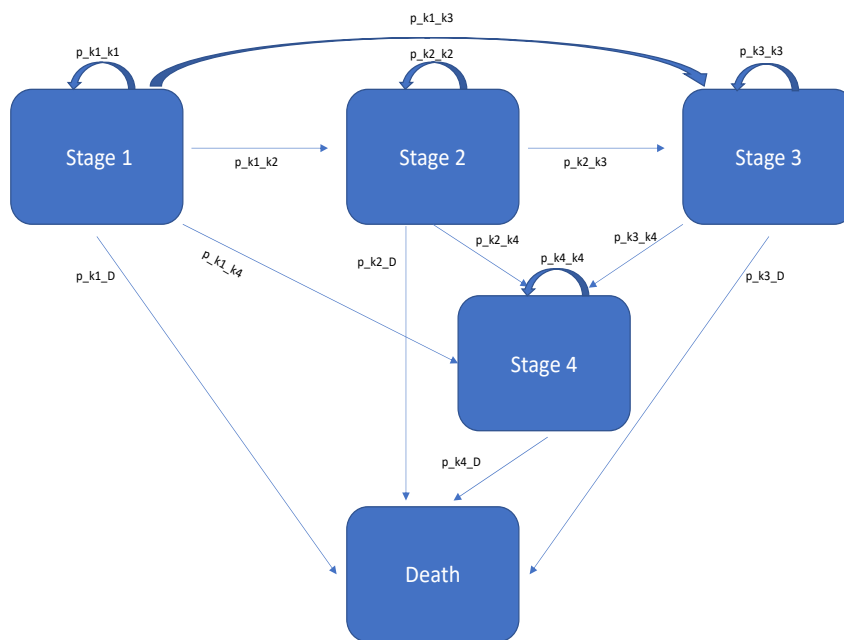 p_k1_k3
p_k1_k1
p_k2_k2
p_k3_k3
Stage 1
Stage 2
Stage 3
p_k1_k2
p_k2_k3
p_k1_D
p_k1_k4
p_k2_D
p_k2_k4
p_k3_k4
p_k4_k4
p_k3_D
Stage 4
p_k4_D
Death